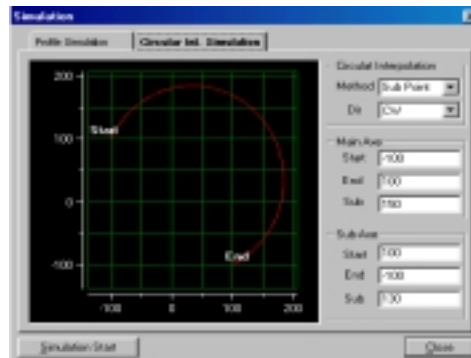 Simulation
Profile Simulation
Circular Int. Simulation
200
100
0
-100
-100
0
100
200
Start
End
Circular Interpolation
Method Sub Point
Dir CW
Main Axe
Start -100
End 100
Sub 150
Sub Axe
Start 100
End -100
Sub 130
Simulation Start
Close